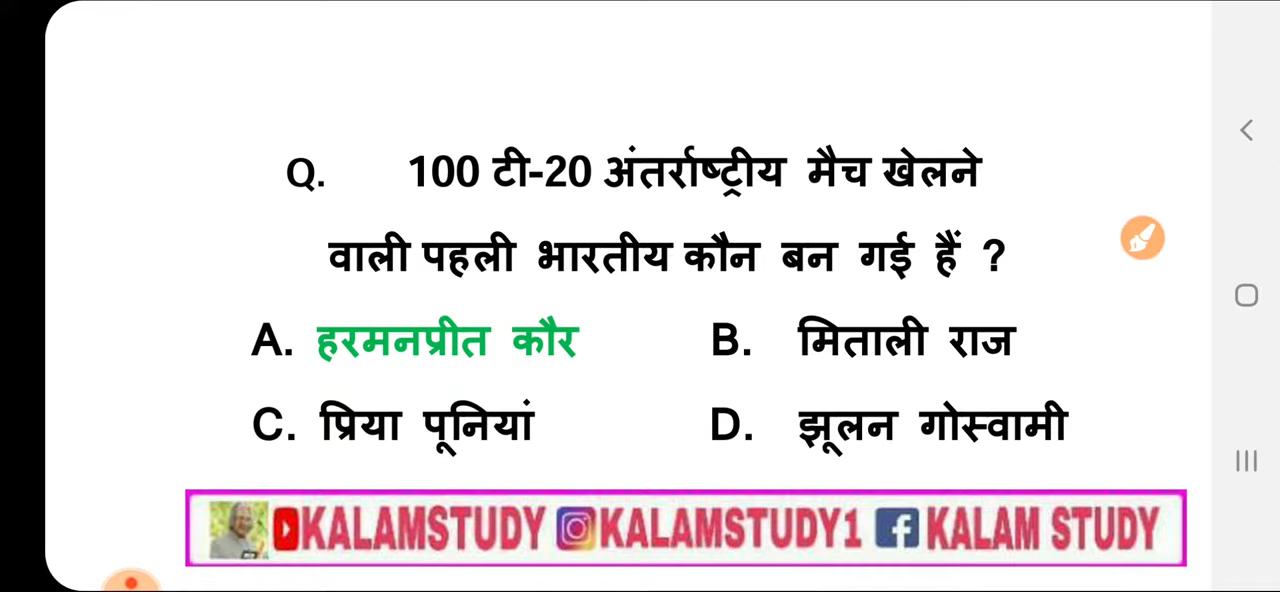 Q. 100 टी-20 अंतर्राष्ट्रीय मैच खेलने
वाली पहली भारतीय कौन बन गई हैं ?
A. हरमनप्रीत कौर B. मिताली राज
C. प्रिया पूनियां D. झूलन गोस्वामी
KALAMSTUDY KALAMSTUDY1 KALAM STUDY